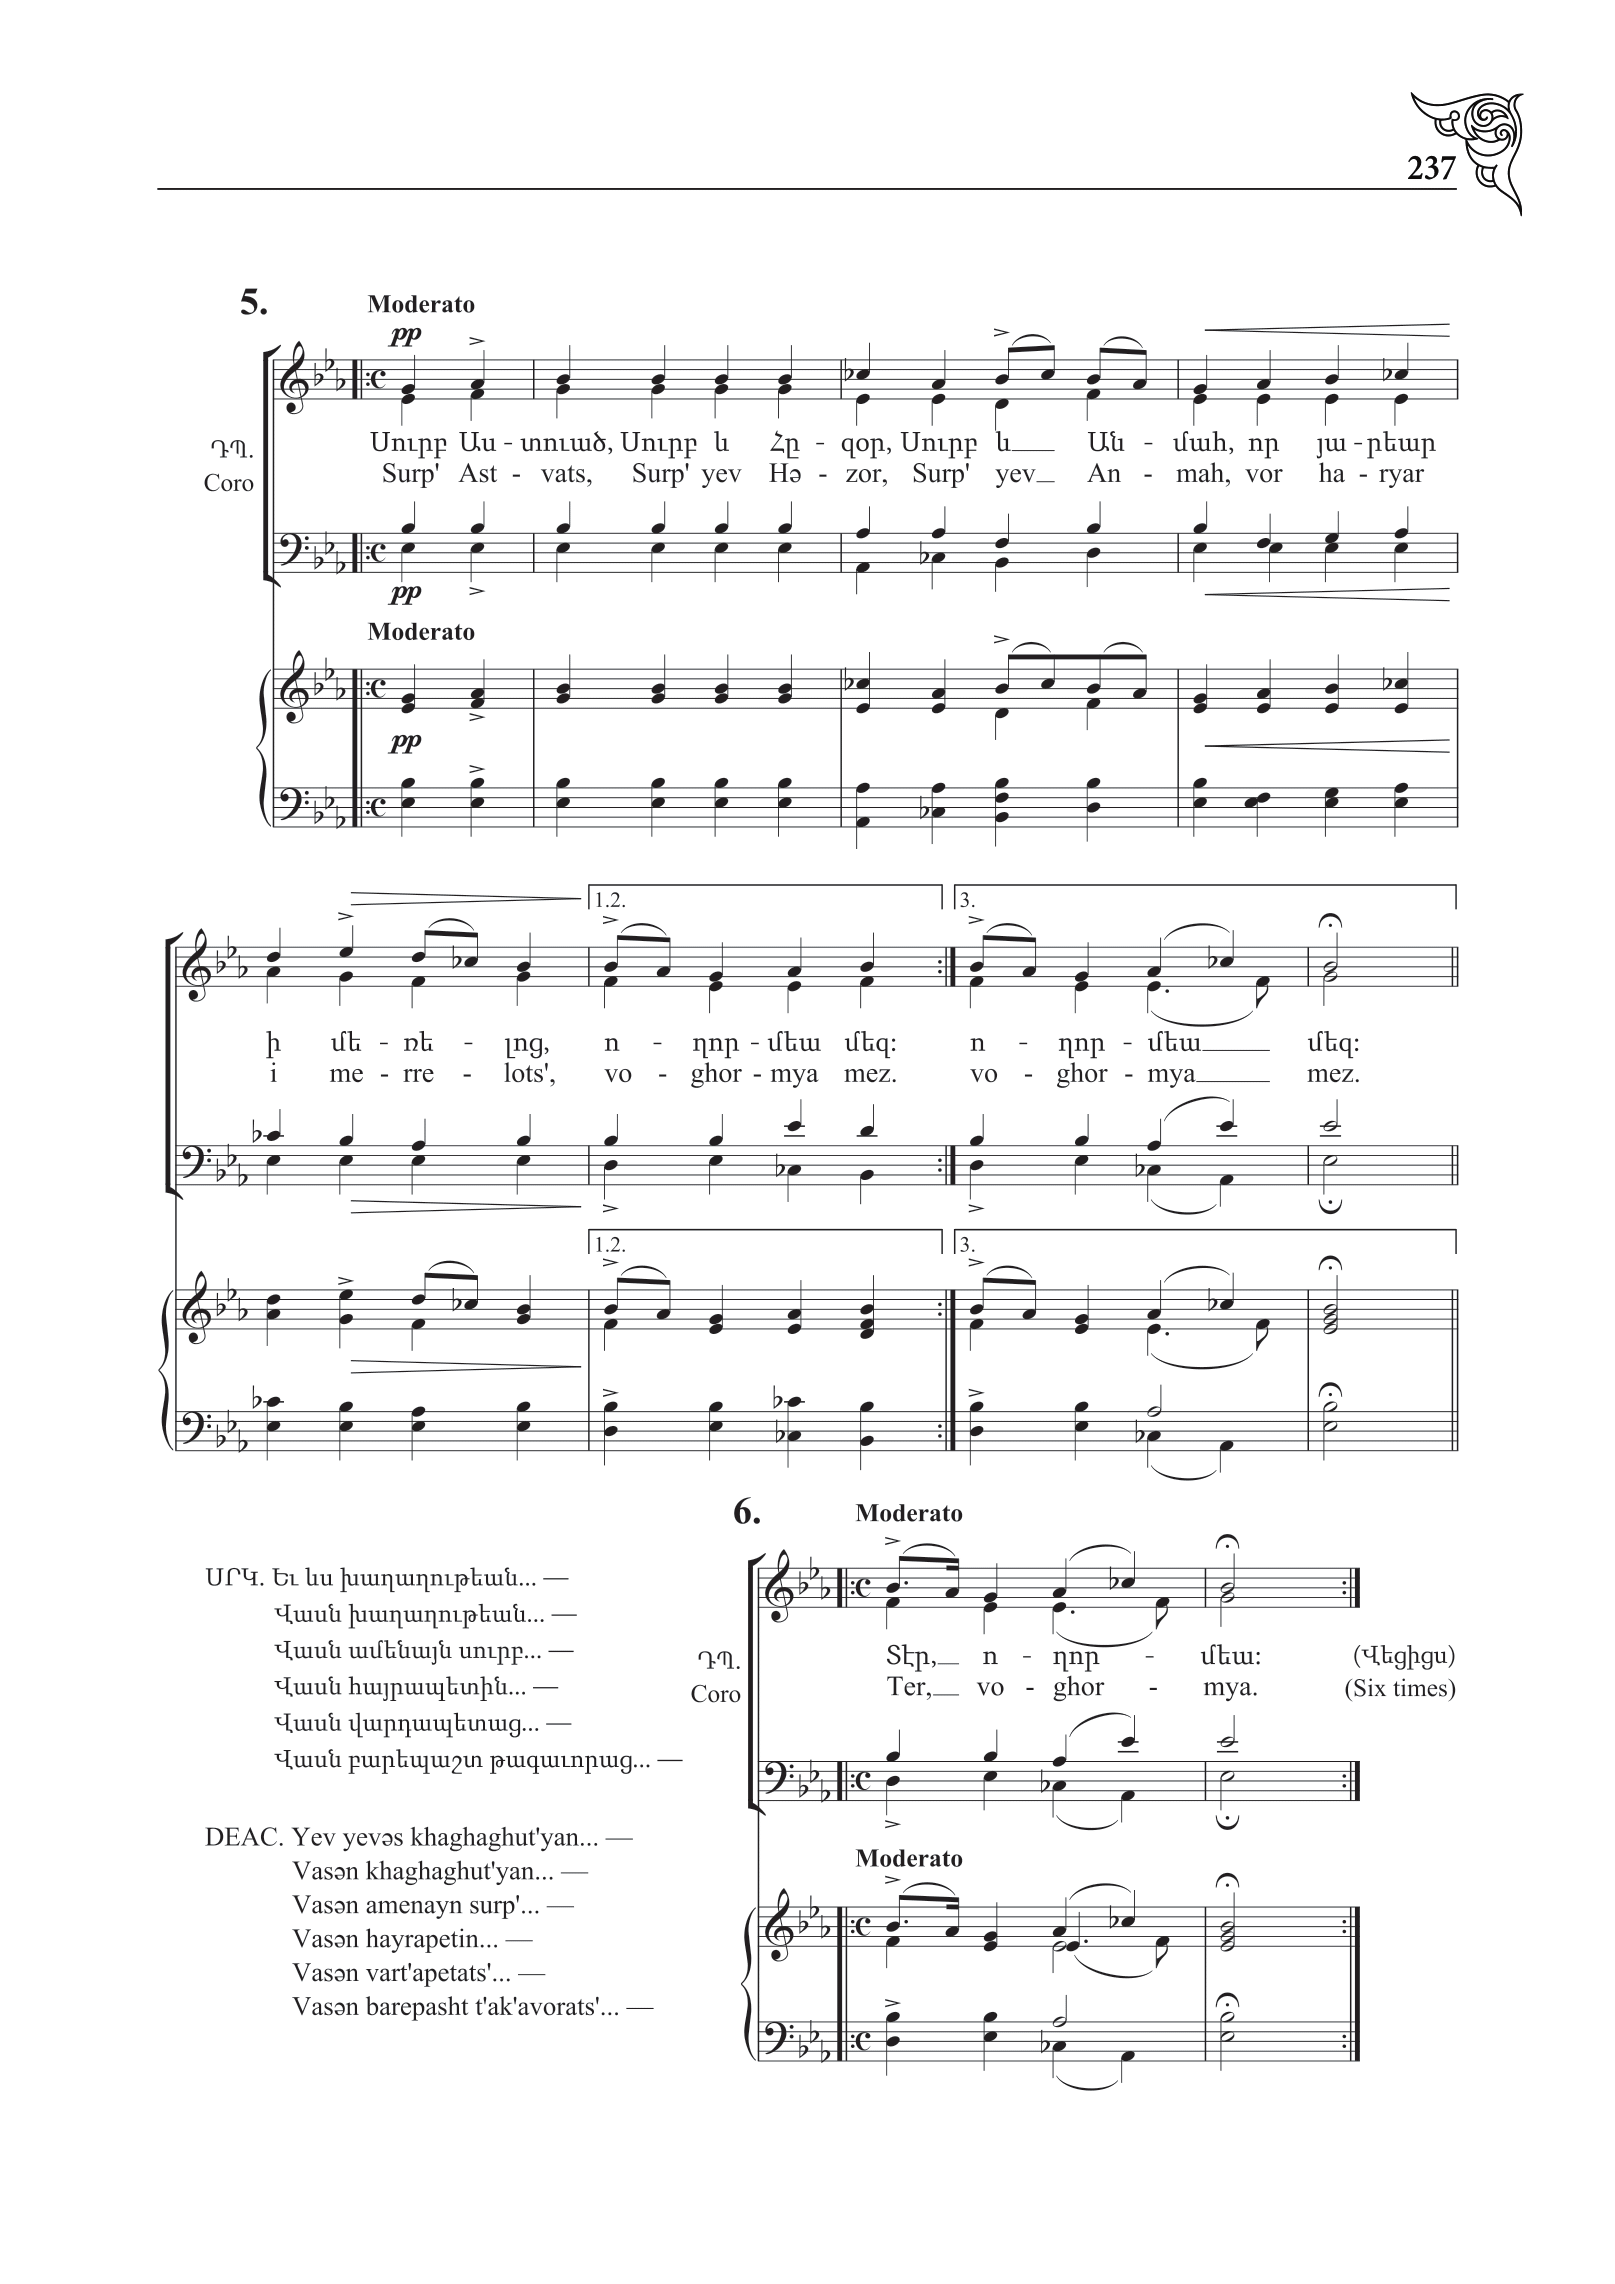 237
5.
Moderato
pp
ԴՊ.
Սուրբ Աս - տուած, Սուրբ և Հը - զօր, Սուրբ և Ան - մահ, որ յա - րեար
Coro
Surp' Ast - vats, Surp' yev Hə - zor, Surp' yev An - mah, vor ha - ryar
pp
Moderato
pp
1.2.
3.
ի մե - ռե - լոց, ո - ղոր - մեա մեզ: ո - ղոր - մեա մեզ:
i me - rre - lots', vo - ghor - mya mez. vo - ghor - mya mez.
1.2.
3.
6.
Moderato
ՍՐԿ. Եւ ևս խաղաղութեան... —
Վասն խաղաղութեան... —
Վասն ամենայն սուրբ... —
Վասն հայրապետին... —
Վասն վարդապետաց... —
Վասն բարեպաշտ թագաւորաց... —
DEAC. Yev yevəs khaghaghut'yan... —
Vasən khaghaghut'yan... —
Vasən amenayn surp'... —
Vasən hayrapetin... —
Vasən vart'apetats'... —
Vasən barepasht t'ak'avorats'... —
ԴՊ.
Տէր, ո - ղոր - մեա: (Վեցիցս)
Coro
Ter, vo - ghor - mya. (Six times)
Moderato